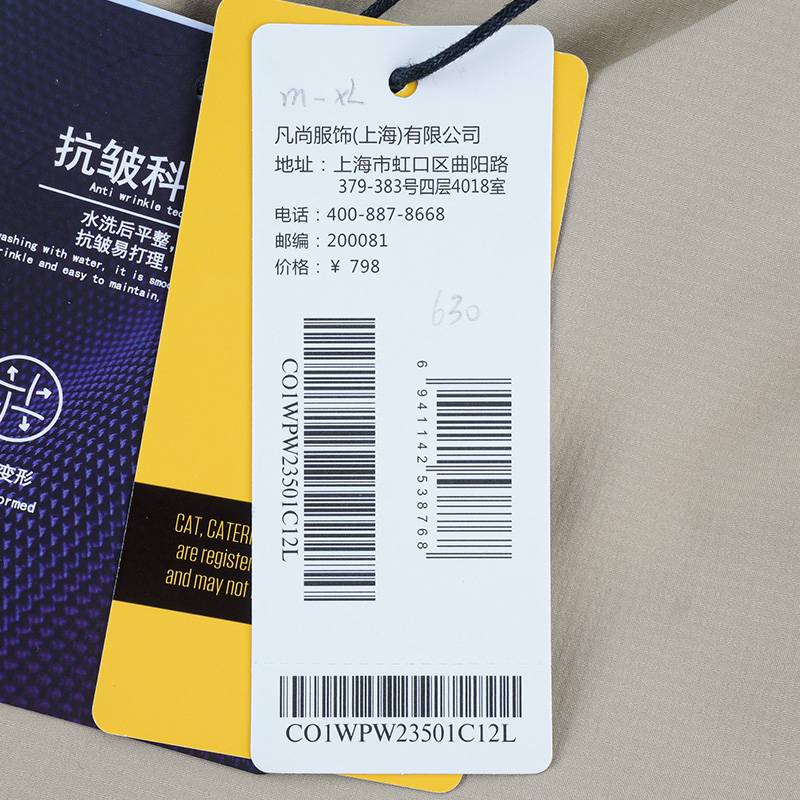 m-xL
凡尚服饰(上海)有限公司
地址：上海市虹口区曲阳路
379-383号四层4018室
电话：400-887-8668
邮编：200081
价格：¥ 798
630
CO1WPW23501C12L
6 941142 538768
CO1WPW23501C12L
抗皱科
Anti wrinkle tec
水洗后平整,
抗皱易打理,
ashing with water, it is smoo
rinkle and easy to maintain,
变形
ormed
CAT, CATER
are register
and may not